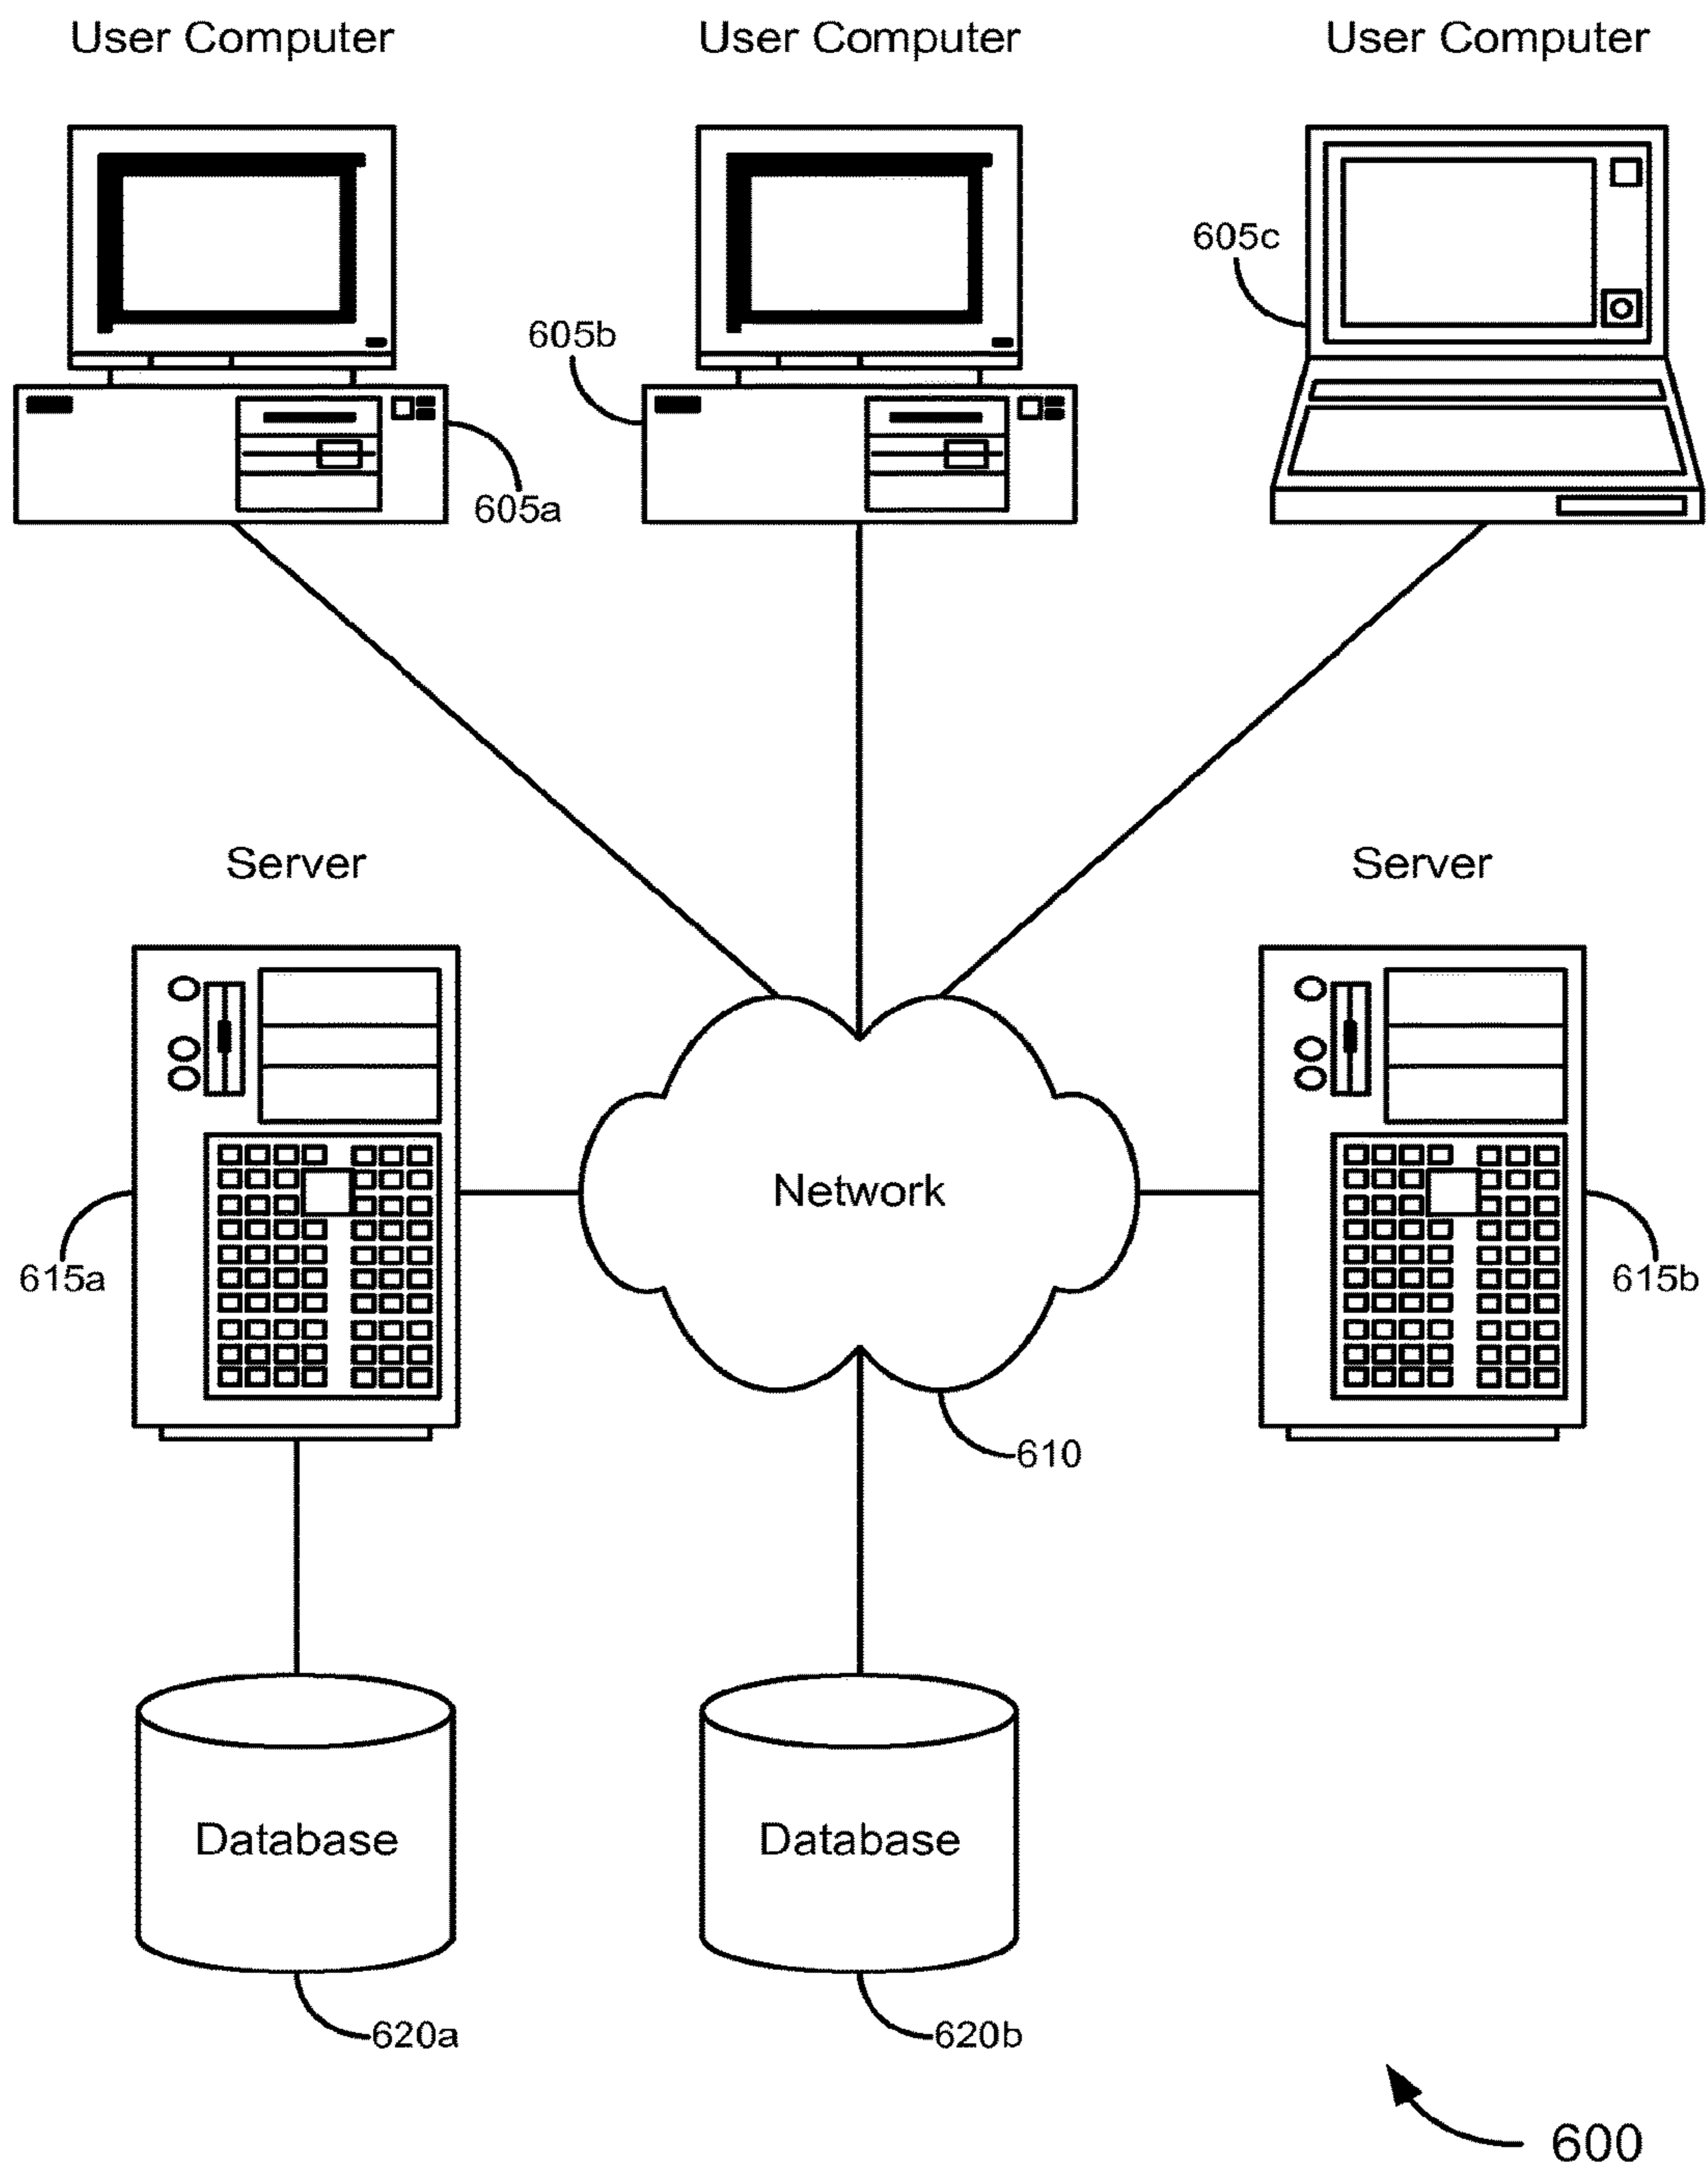 User Computer
User Computer
User Computer
605c
605b
605a
Server
Server
Network
615a
615b
610
Database
Database
620a
620b
600